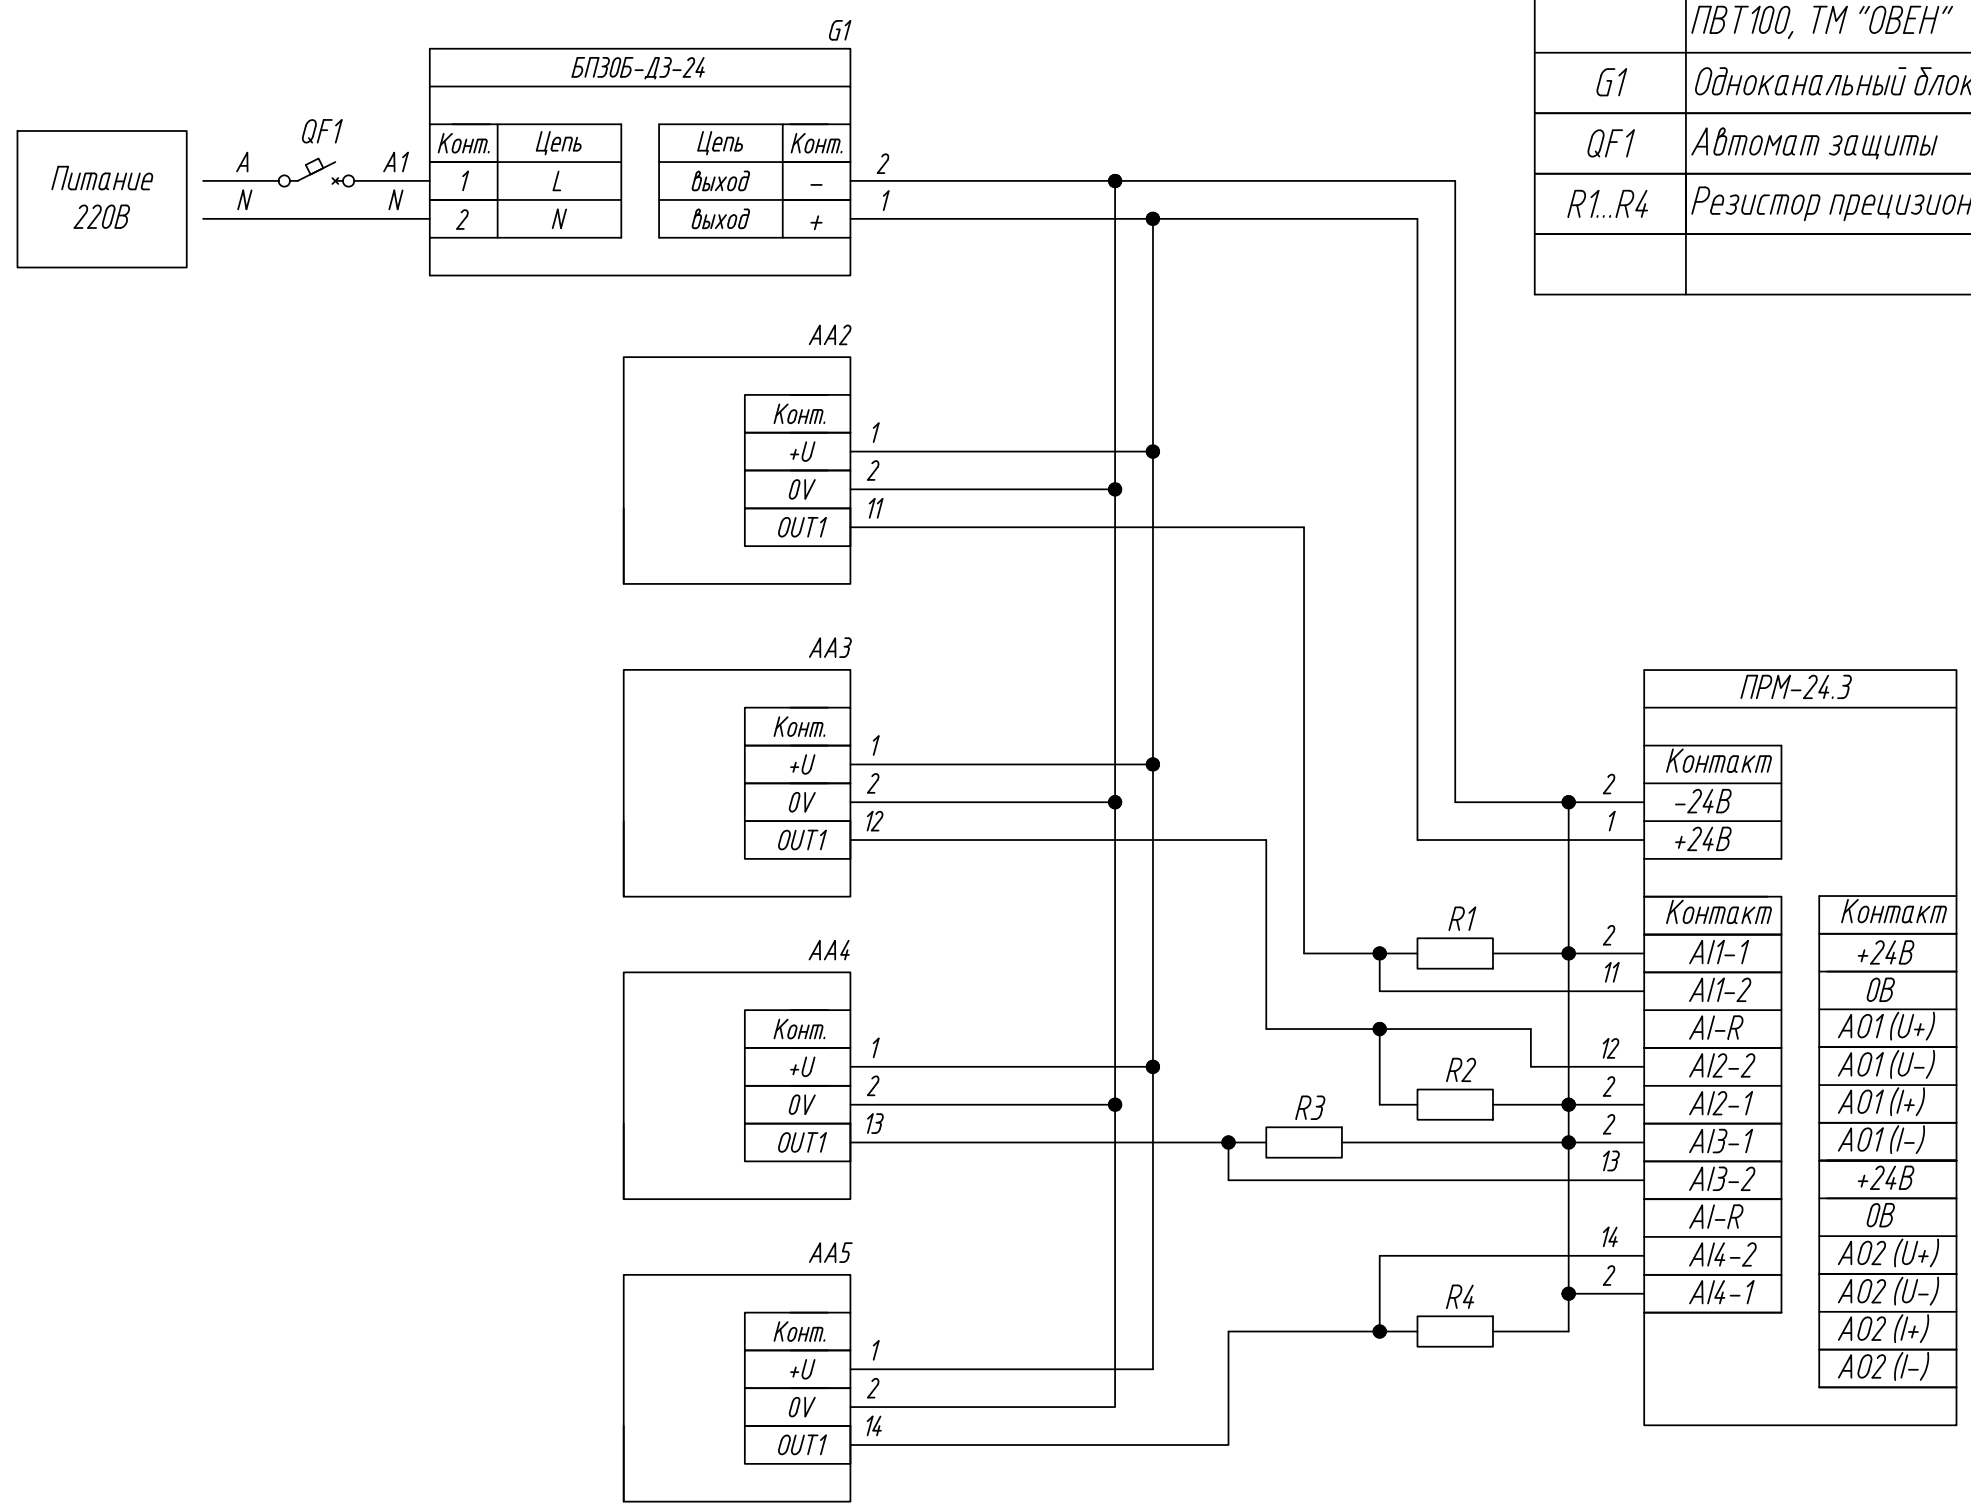 ПВТ100, ТМ "ОВЕН"
G1 Одноканальный блок
QF1 Автомат защиты
R1...R4 Резистор прецизион
G1
БП30Б-Д3-24
Конт. Цепь Цепь Конт.
1 L выход -
2 N выход +
Питание
220В
QF1
A A1
N N
2
1
AA2
Конт.
+U 1
0V 2
OUT1 11
AA3
Конт.
+U 1
0V 2
OUT1 12
AA4
Конт.
+U 1
0V 2
OUT1 13
AA5
Конт.
+U 1
0V 2
OUT1 14
R1
R2
R3
R4
ПРМ-24.3
Контакт
2 -24В
1 +24В
Контакт
2 AI1-1
11 AI1-2
AI-R
12 AI2-2
2 AI2-1
2 AI3-1
13 AI3-2
AI-R
14 AI4-2
2 AI4-1
Контакт
+24В
0В
AO1 (U+)
AO1 (U-)
AO1 (I+)
AO1 (I-)
+24В
0В
AO2 (U+)
AO2 (U-)
AO2 (I+)
AO2 (I-)